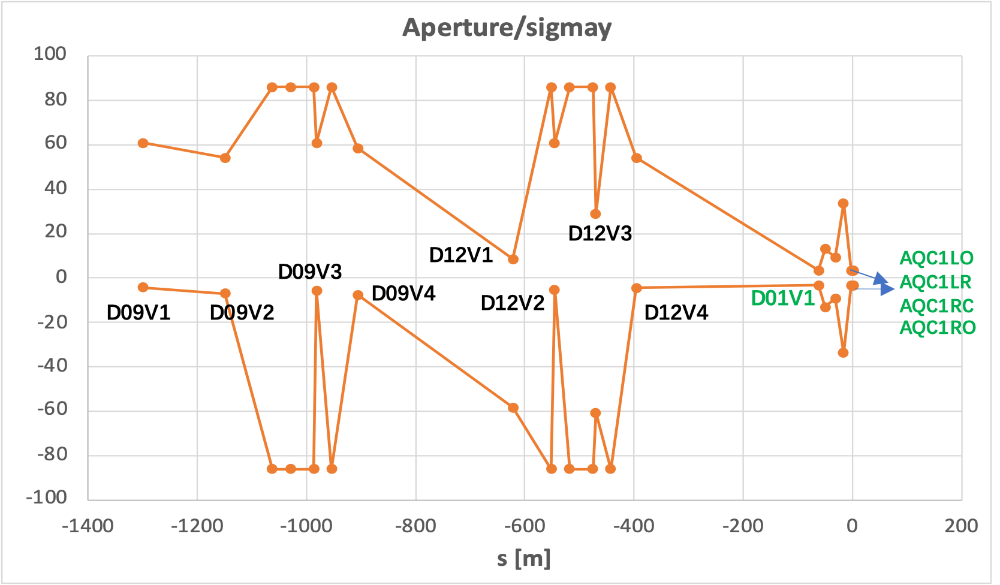 Aperture/sigmay
100
80
60
40
20
0
-20
-40
-60
-80
-100
D12V3
D12V1
AQC1LO
D09V3
AQC1LR
D09V4
D01V1
D12V2
AQC1RC
D09V1
D09V2
D12V4
AQC1RO
-1400 -1200 -1000 -800 -600 -400 -200 0 200
s [m]